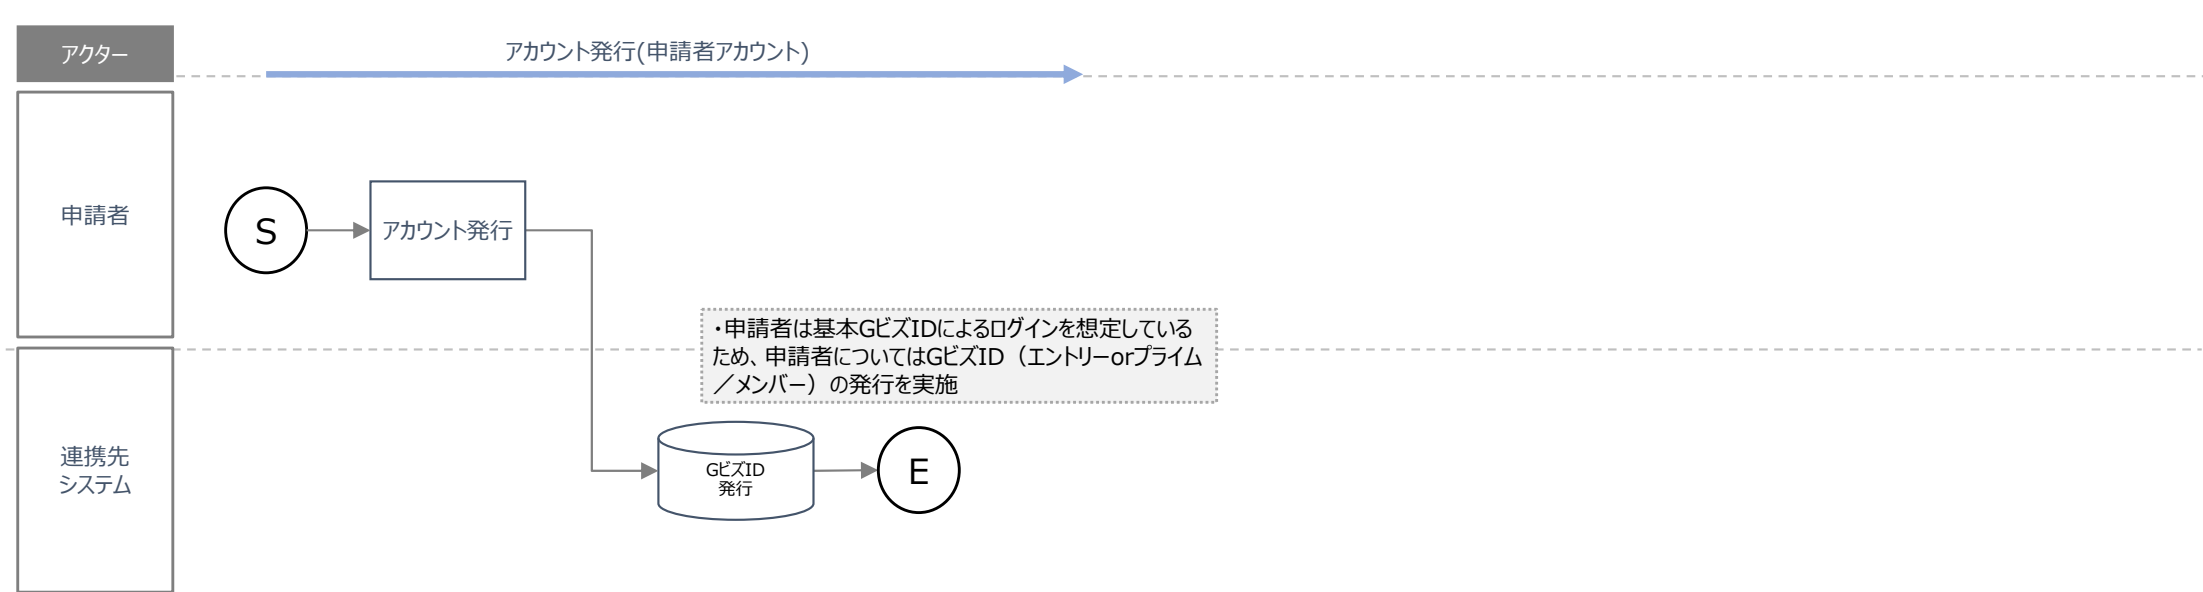 アクター
アカウント発行(申請者アカウント)
申請者
S
アカウント発行
・申請者は基本GビズIDによるログインを想定している
ため、申請者についてはGビズID（エントリーorプライム
／メンバー）の発行を実施
連携先
システム
GビズID
発行
E